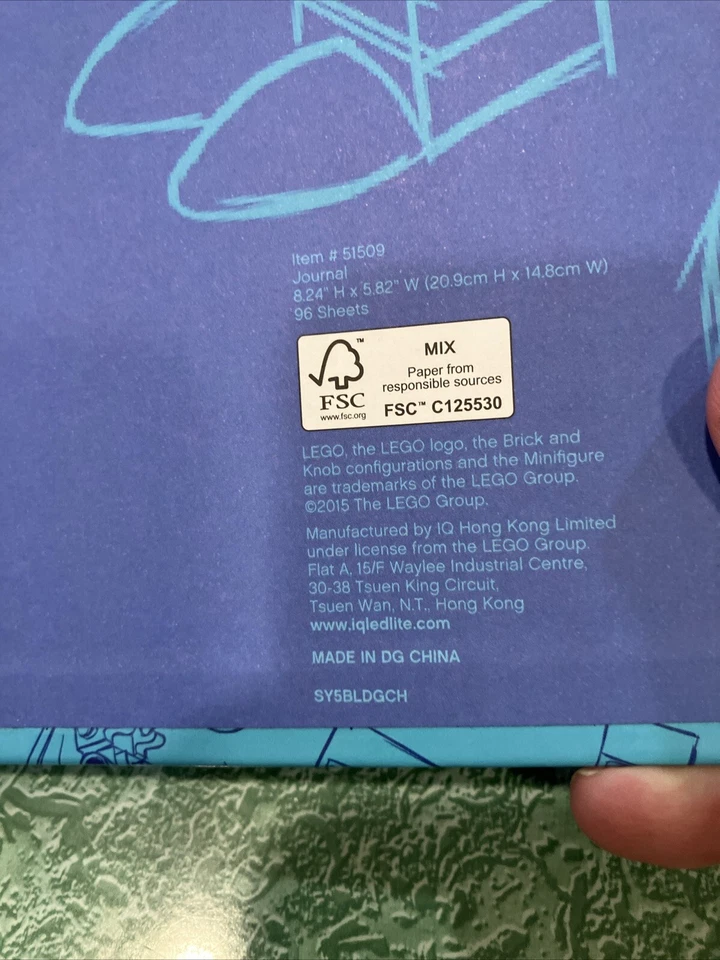 Item # 51509
Journal
8.24" H x 5.82" W (20.9cm H x 14.8cm W)
96 Sheets
™
FSC
www.fsc.org
MIX
Paper from
responsible sources
FSC™ C125530
LEGO, the LEGO logo, the Brick and
Knob configurations and the Minifigure
are trademarks of the LEGO Group.
©2015 The LEGO Group.
Manufactured by IQ Hong Kong Limited
under license from the LEGO Group.
Flat A, 15/F Waylee Industrial Centre,
30-38 Tsuen King Circuit,
Tsuen Wan, N.T., Hong Kong
www.iqledlite.com
MADE IN DG CHINA
SY5BLDGCH